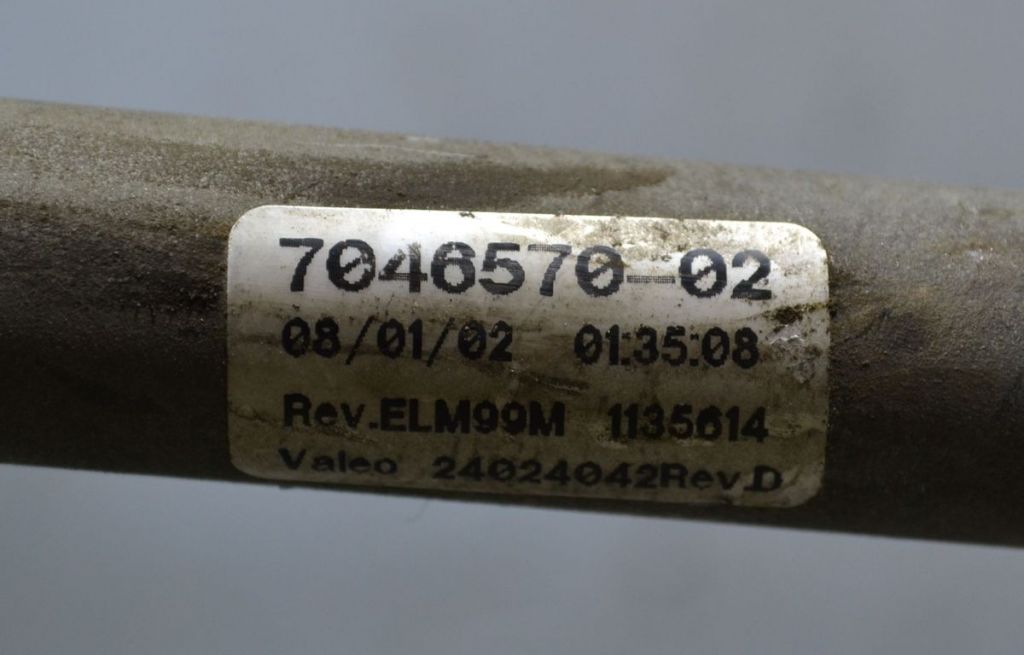 7046570-02
08/01/02 01:35:08
Rev.ELM99M 1135614
Valeo 24024042Rev.D